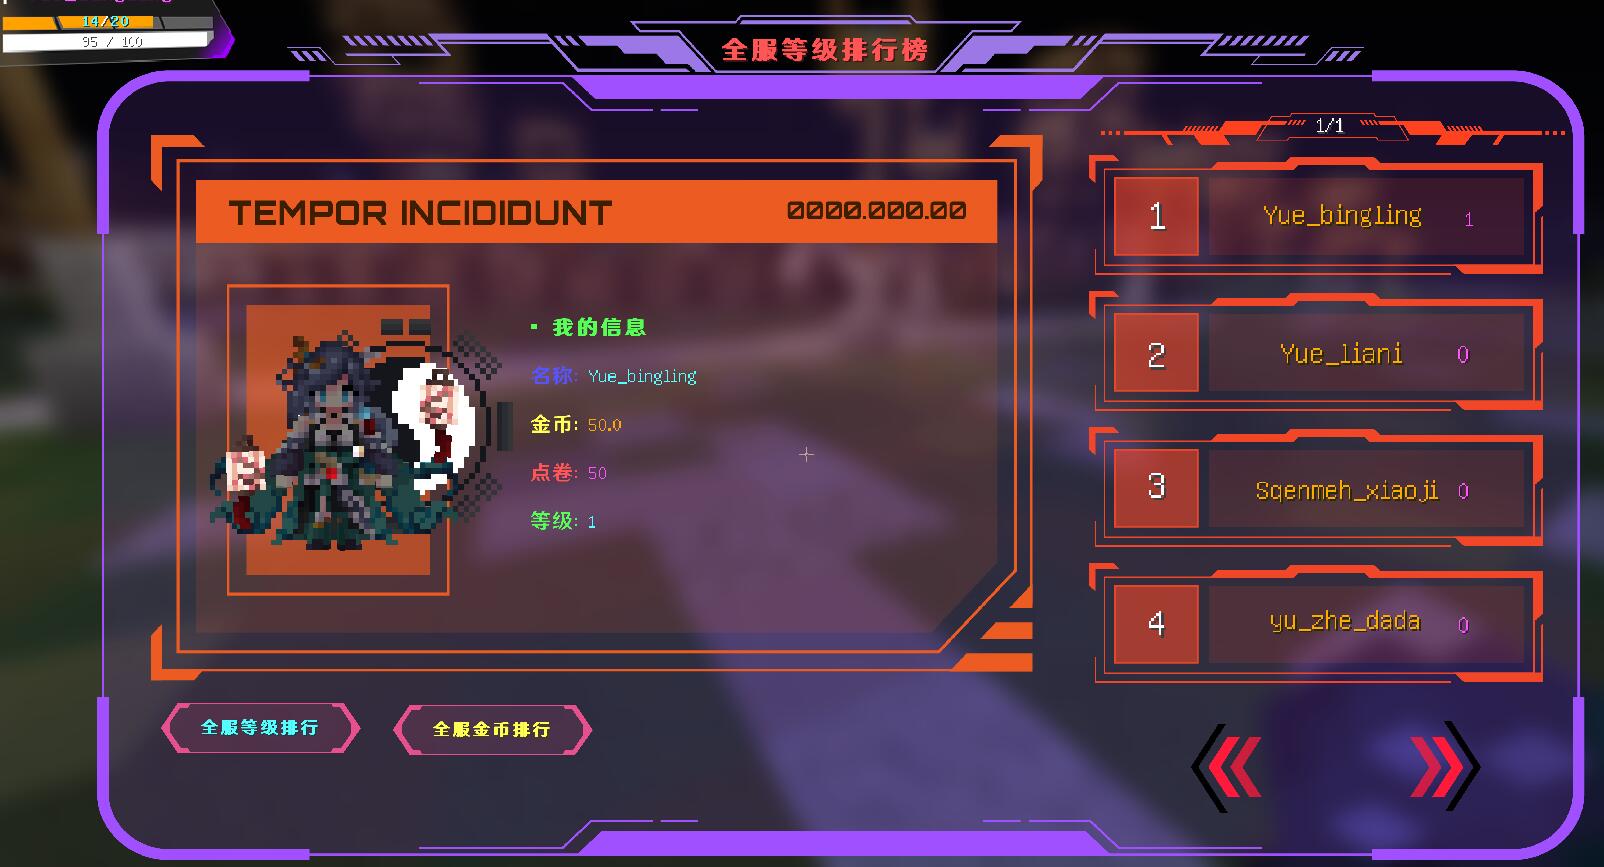 14/20
95 / 100
全服等级排行榜
1/1
TEMPOR INCIDIDUNT
0000.000.00
▪ 我的信息
名称: Yue_bingling
金币: 50.0
点卷: 50
等级: 1
1 Yue_bingling 1
2 Yue_liani 0
3 Sqenmeh_xiaoji 0
4 yu_zhe_dada 0
全服等级排行
全服金币排行